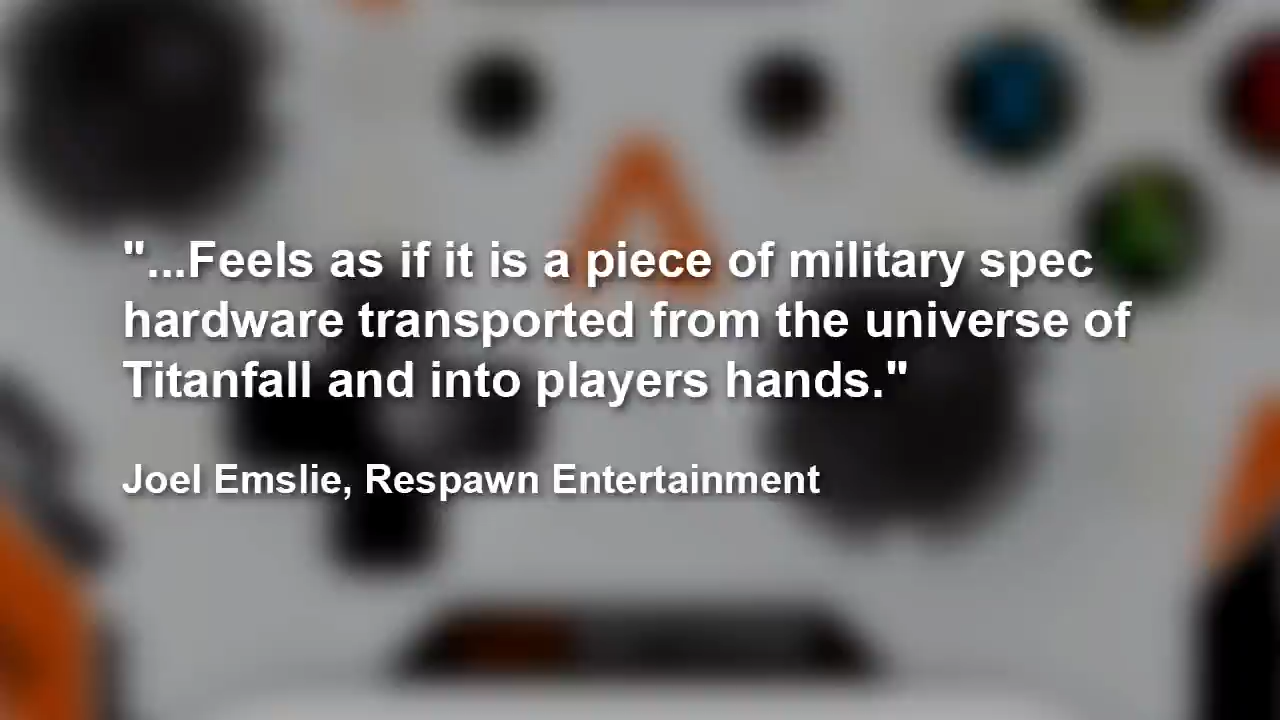 "...Feels as if it is a piece of military spec
hardware transported from the universe of
Titanfall and into players hands."
Joel Emslie, Respawn Entertainment